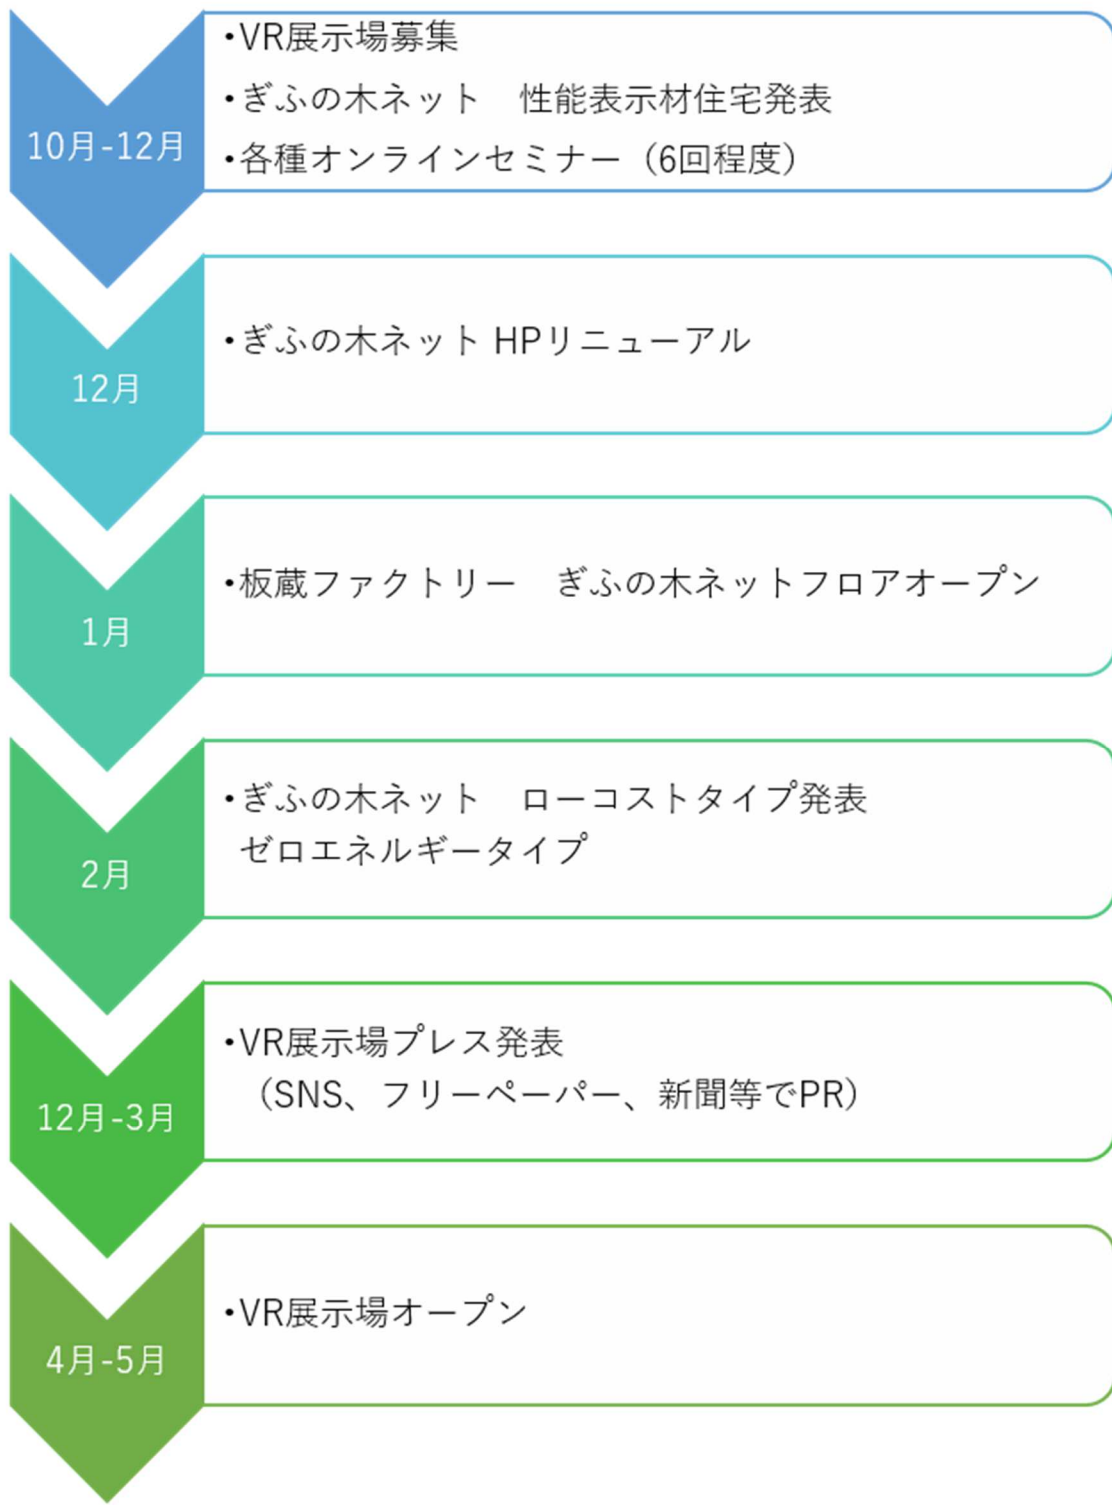 10月-12月
・VR展示場募集
・ぎふの木ネット　性能表示材住宅発表
・各種オンラインセミナー（6回程度）
12月
・ぎふの木ネット HPリニューアル
1月
・板蔵ファクトリー　ぎふの木ネットフロアオープン
2月
・ぎふの木ネット　ローコストタイプ発表
ゼロエネルギータイプ
12月-3月
・VR展示場プレス発表
（SNS、フリーペーパー、新聞等でPR）
4月-5月
・VR展示場オープン